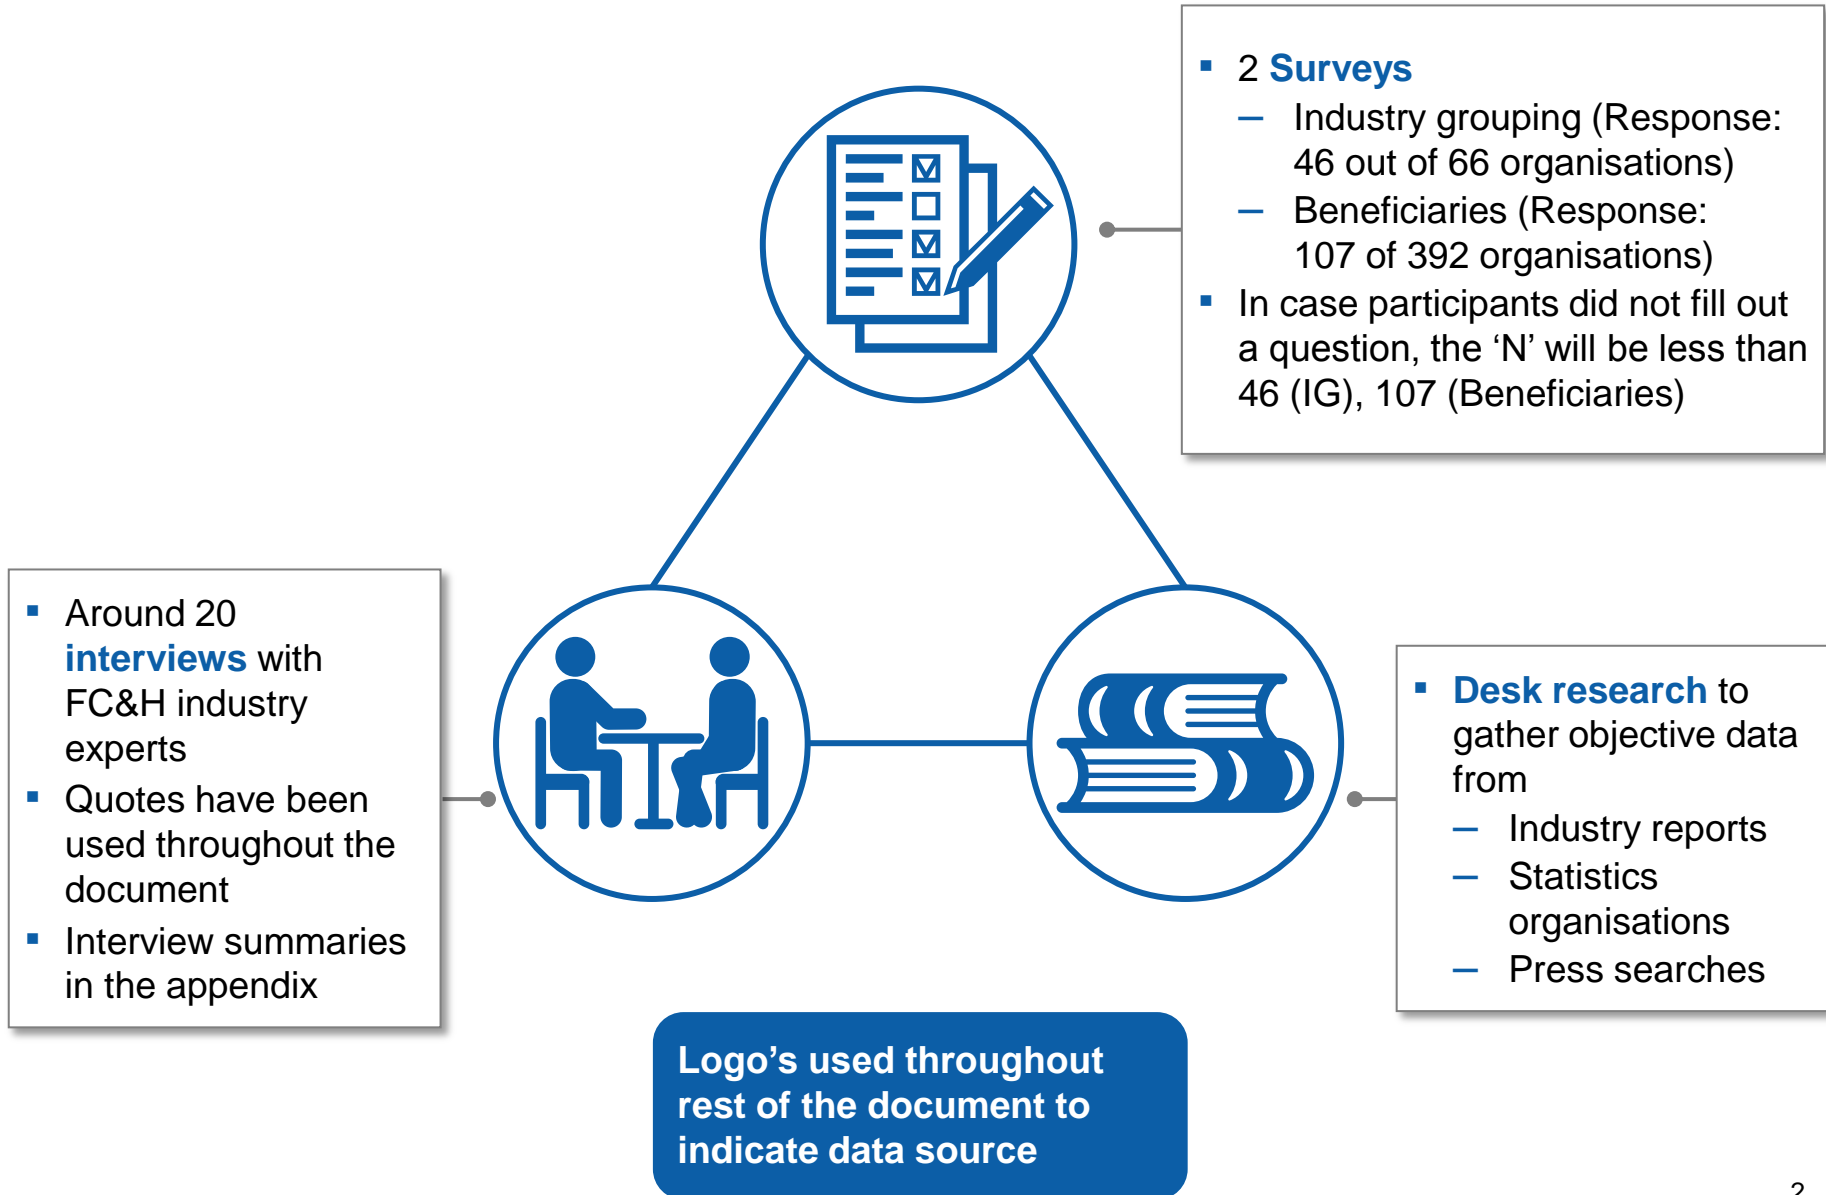 ▪ 2 Surveys
– Industry grouping (Response:
46 out of 66 organisations)
– Beneficiaries (Response:
107 of 392 organisations)
▪ In case participants did not fill out
a question, the ‘N’ will be less than
46 (IG), 107 (Beneficiaries)
▪ Around 20
interviews with
FC&H industry
experts
▪ Quotes have been
used throughout the
document
▪ Interview summaries
in the appendix
▪ Desk research to
gather objective data
from
– Industry reports
– Statistics
organisations
– Press searches
Logo’s used throughout
rest of the document to
indicate data source
2